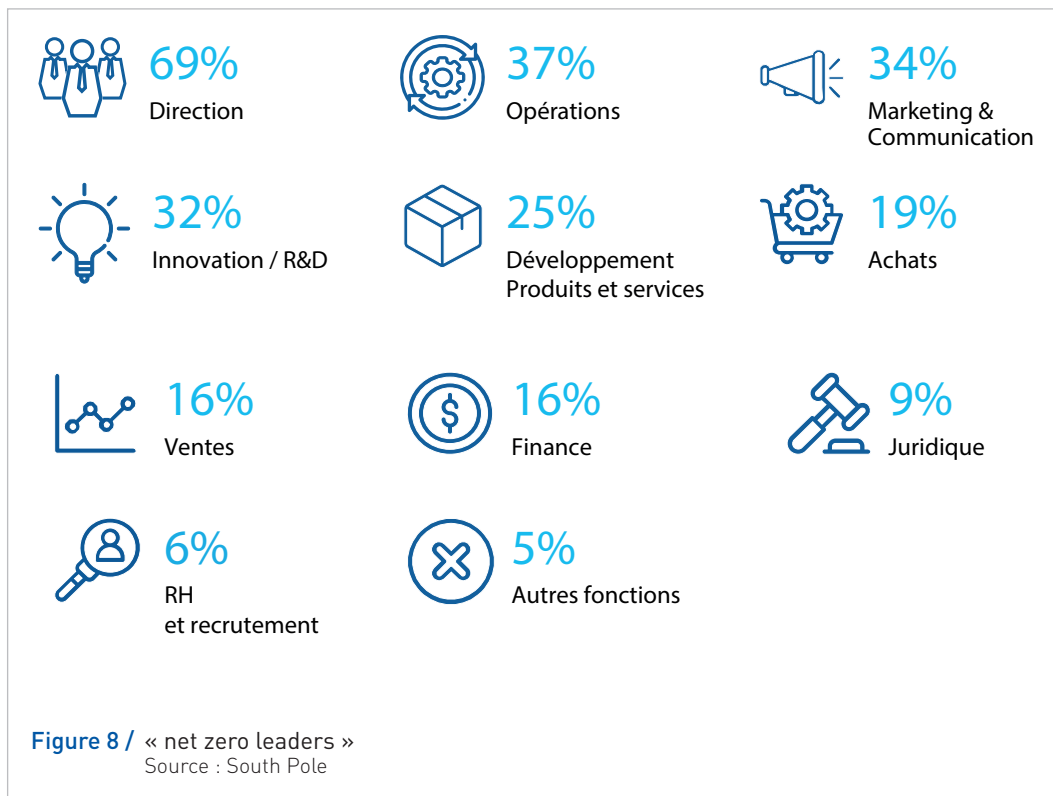 69%
Direction
37%
Opérations
34%
Marketing &
Communication
32%
Innovation / R&D
25%
Développement
Produits et services
19%
Achats
16%
Ventes
$
16%
Finance
9%
Juridique
6%
RH
et recrutement
5%
Autres fonctions
Figure 8 / « net zero leaders »
Source : South Pole